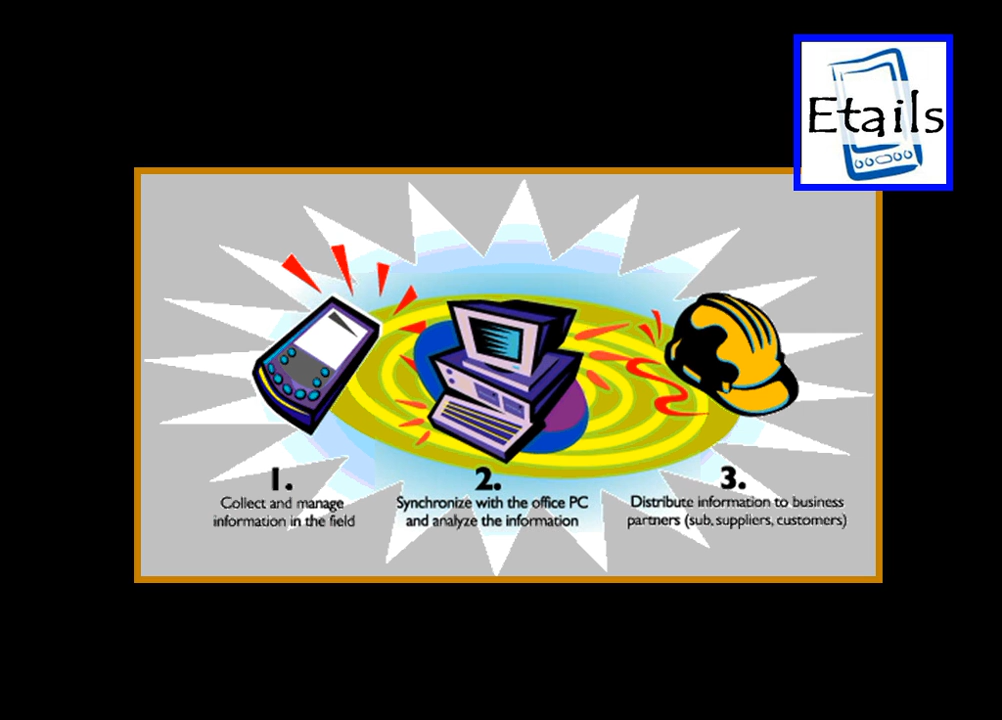 Etails
1.
Collect and manage
information in the field
2.
Synchronize with the office PC
and analyze the information
3.
Distribute information to business
partners (sub, suppliers, customers)